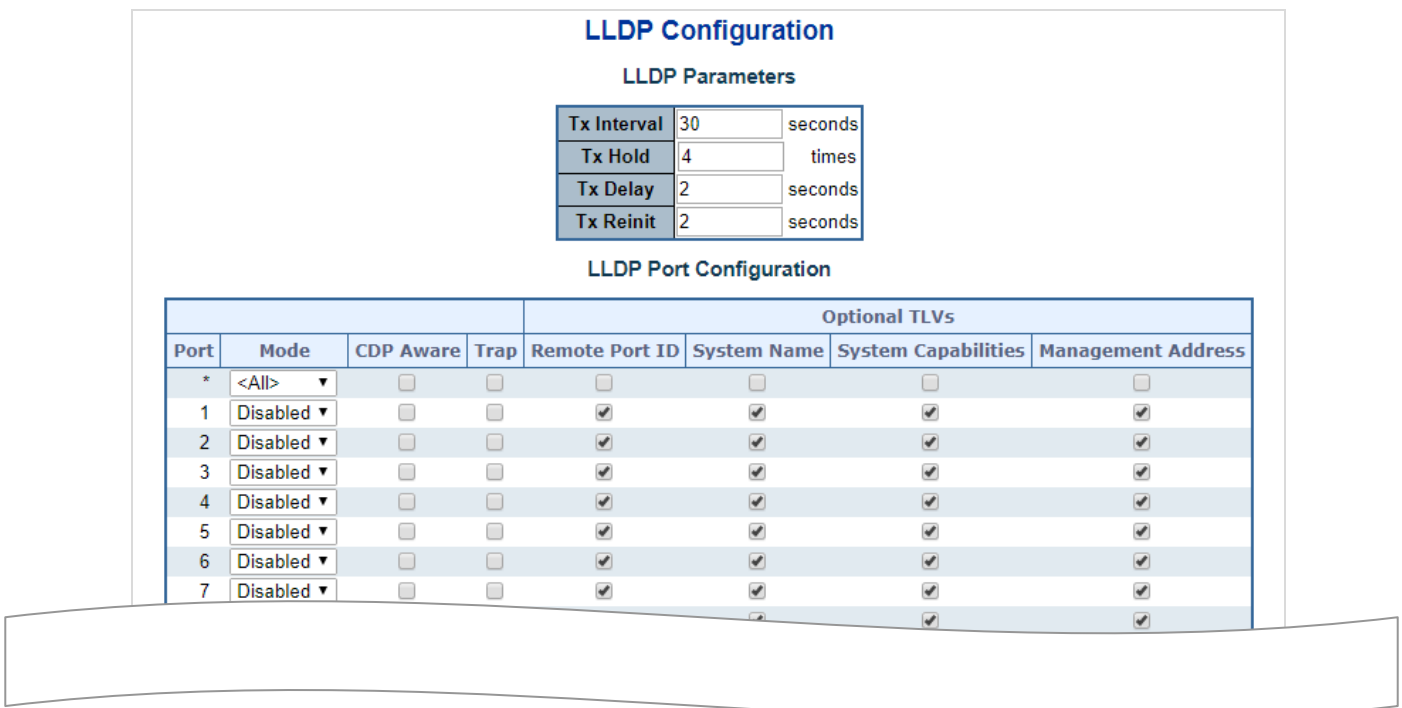 LLDP Configuration
LLDP Parameters
Tx Interval 30 seconds
Tx Hold 4 times
Tx Delay 2 seconds
Tx Reinit 2 seconds
LLDP Port Configuration
Optional TLVs
Port Mode CDP Aware Trap Remote Port ID System Name System Capabilities Management Address
* <All>
1 Disabled
2 Disabled
3 Disabled
4 Disabled
5 Disabled
6 Disabled
7 Disabled